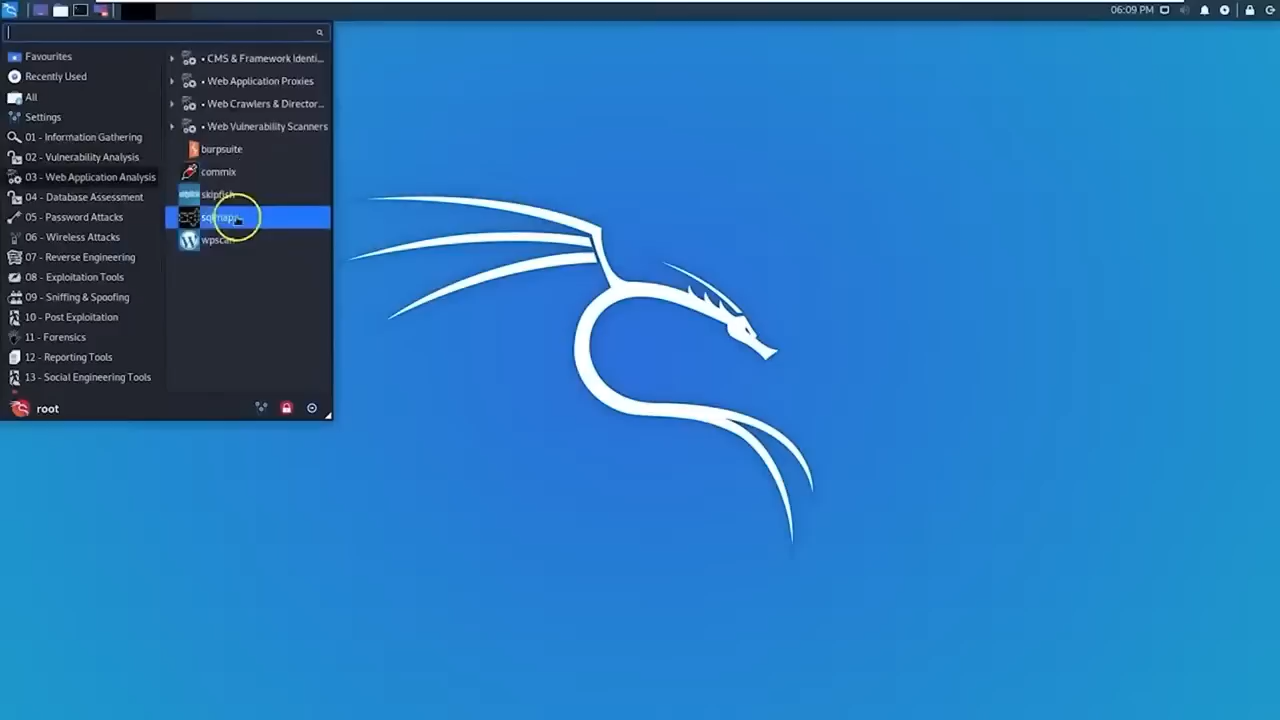 06:09 PM
Favourites
Recently Used
All
Settings
01 - Information Gathering
02 - Vulnerability Analysis
03 - Web Application Analysis
04 - Database Assessment
05 - Password Attacks
06 - Wireless Attacks
07 - Reverse Engineering
08 - Exploitation Tools
09 - Sniffing & Spoofing
10 - Post Exploitation
11 - Forensics
12 - Reporting Tools
13 - Social Engineering Tools
• CMS & Framework Identi...
• Web Application Proxies
• Web Crawlers & Director...
• Web Vulnerability Scanners
burpsuite
commix
skipfish
sqlmap
wpscan
root